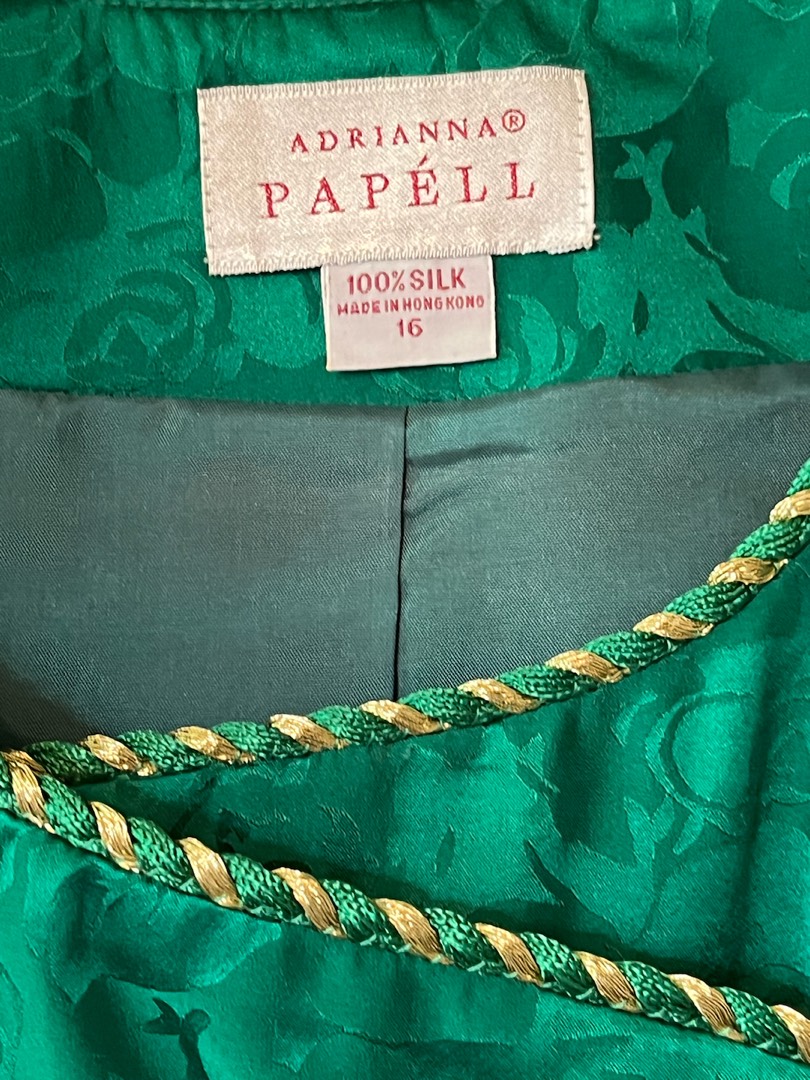 ADRIANNA®
PAPÉLL
100% SILK
MADE IN HONG KONG
16